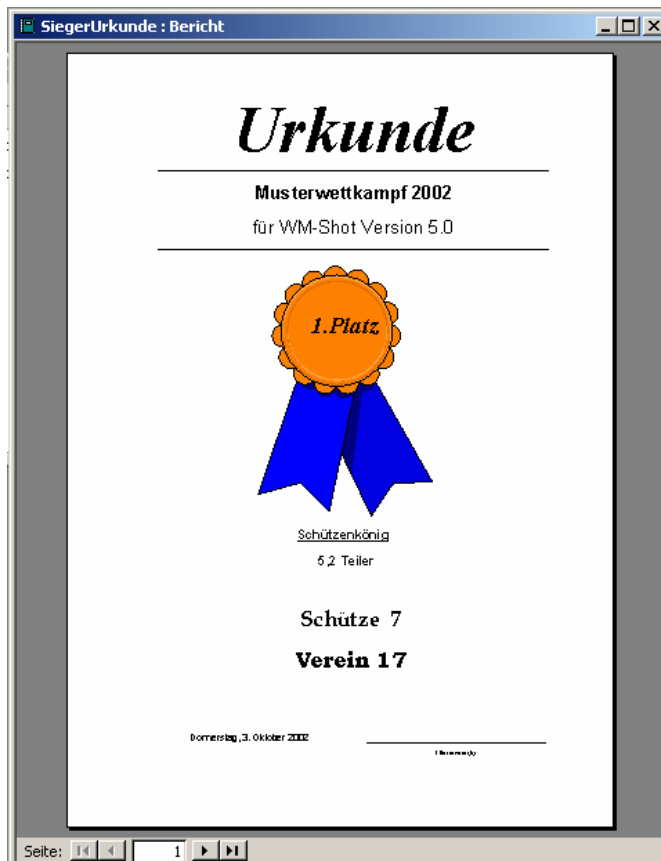 SiegerUrkunde : Bericht
Urkunde
Musterwettkampf 2002
für WM-Shot Version 5.0
1.Platz
Schützenkönig
5,2 Teiler
Schütze 7
Verein 17
Donnerstag, 3. Oktober 2002
Seite: 1